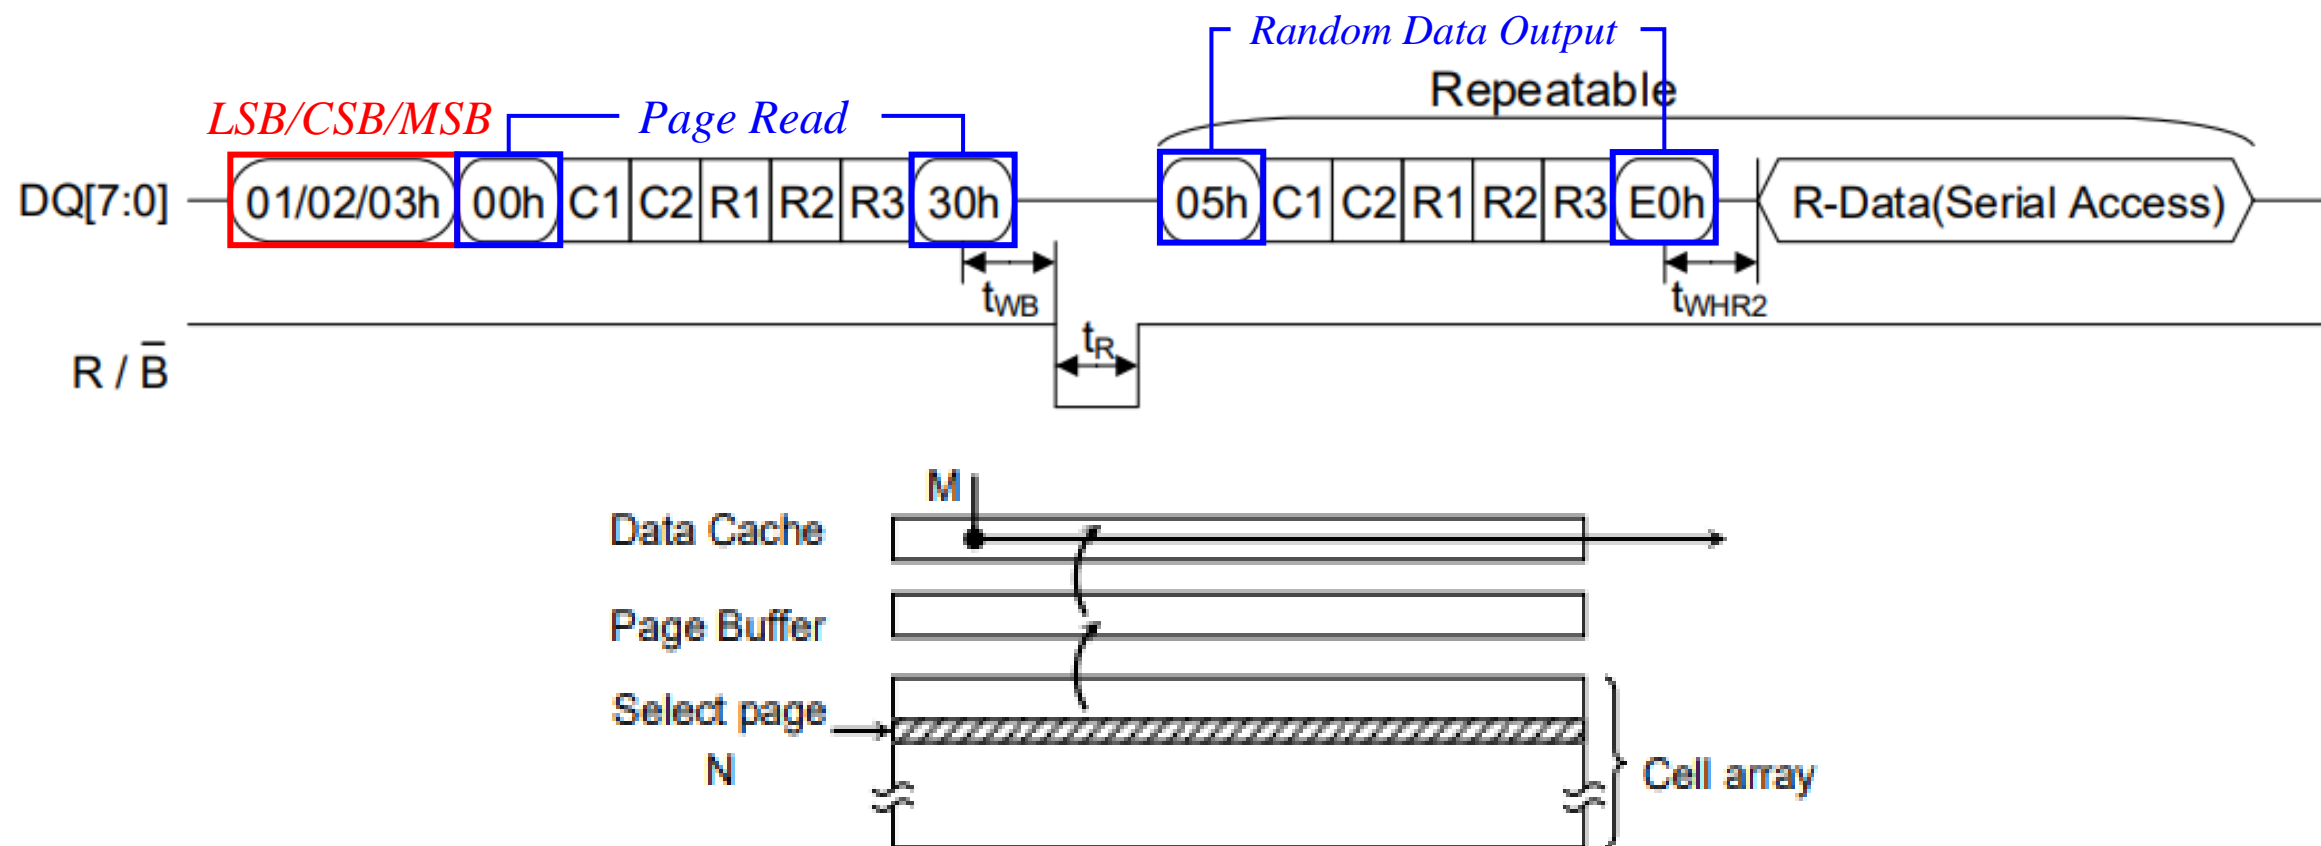 Random Data Output
Repeatable
LSB/CSB/MSB Page Read
DQ[7:0] 01/02/03h 00h C1 C2 R1 R2 R3 30h 05h C1 C2 R1 R2 R3 E0h R-Data(Serial Access)
tWB tWHR2
tR
R / B̅
M
Data Cache
Page Buffer
Select page
N
Cell array